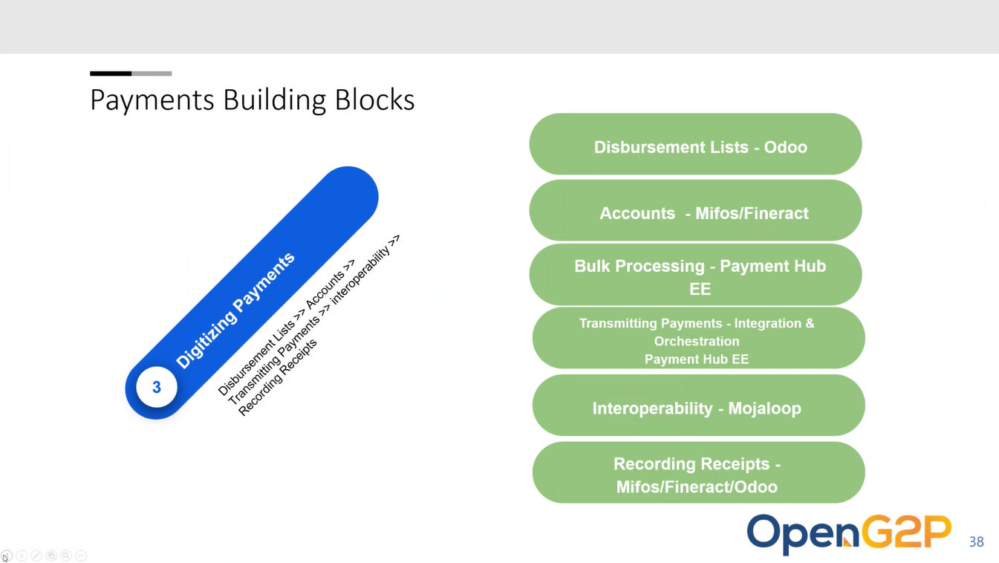 Payments Building Blocks
Digitizing Payments
3
Disbursement Lists >> Accounts >>
Transmitting Payments >> interoperability >>
Recording Receipts
Disbursement Lists - Odoo
Accounts - Mifos/Fineract
Bulk Processing - Payment Hub
EE
Transmitting Payments - Integration &
Orchestration
Payment Hub EE
Interoperability - Mojaloop
Recording Receipts -
Mifos/Fineract/Odoo
OpenG2P
38